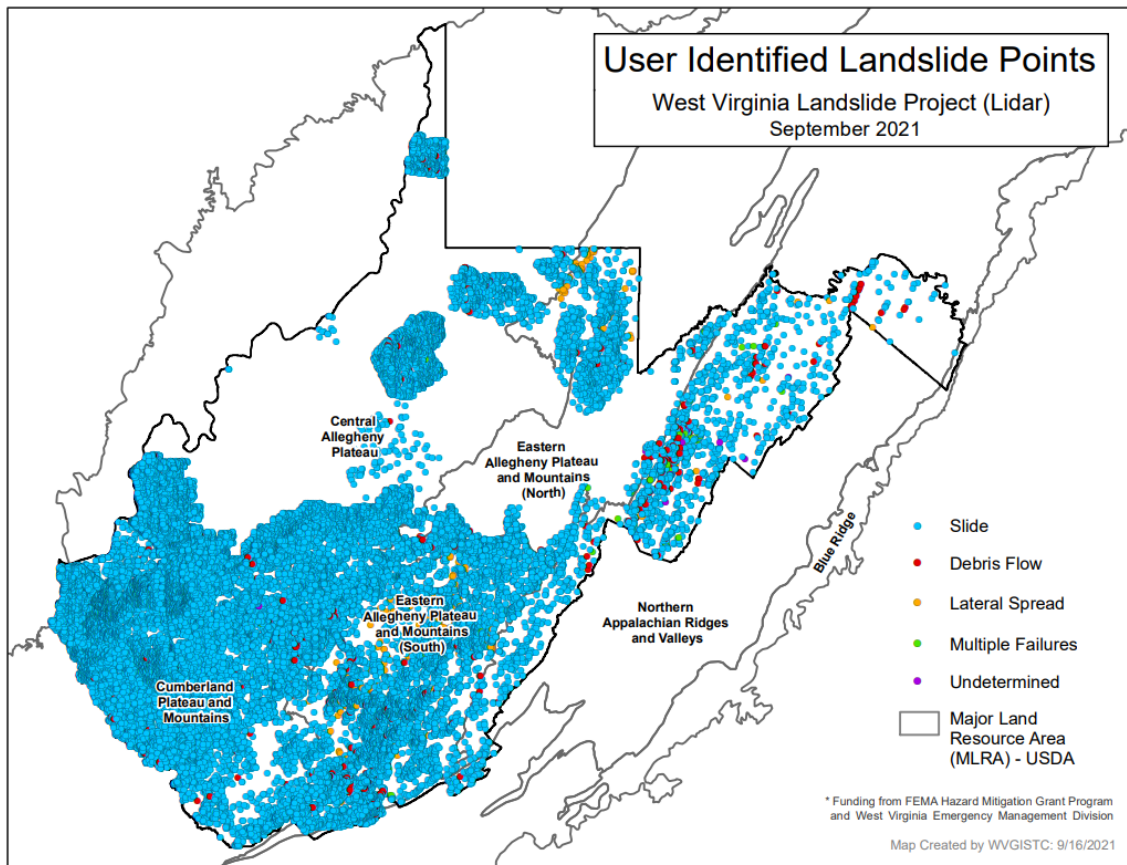 User Identified Landslide Points
West Virginia Landslide Project (Lidar)
September 2021
Central
Allegheny
Plateau
Eastern
Allegheny Plateau
and Mountains
(North)
Blue Ridge
Eastern
Allegheny Plateau
and Mountains
(South)
Northern
Appalachian Ridges
and Valleys
Cumberland
Plateau and
Mountains
Slide
Debris Flow
Lateral Spread
Multiple Failures
Undetermined
Major Land
Resource Area
(MLRA) - USDA
* Funding from FEMA Hazard Mitigation Grant Program
and West Virginia Emergency Management Division
Map Created by WVGISTC: 9/16/2021